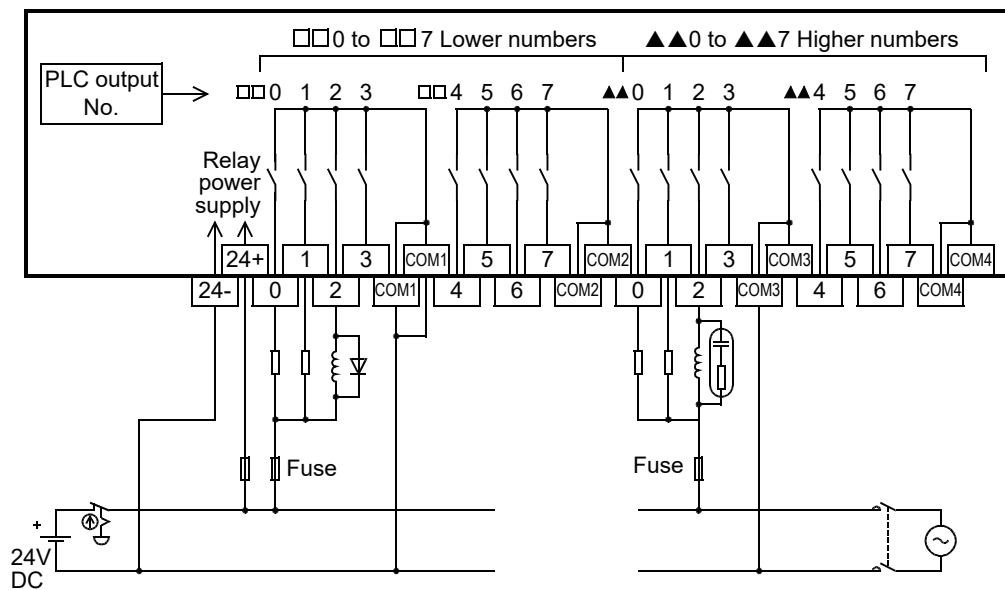 □□0 to □□7 Lower numbers ▲▲0 to ▲▲7 Higher numbers
PLC output
No.
□□0 1 2 3 □□4 5 6 7 ▲▲0 1 2 3 ▲▲4 5 6 7
Relay
power
supply
24+ 1 3 COM1 5 7 COM2 1 3 COM3 5 7 COM4
24- 0 2 COM1 4 6 COM2 0 2 COM3 4 6 COM4
Fuse Fuse
+
24V
DC